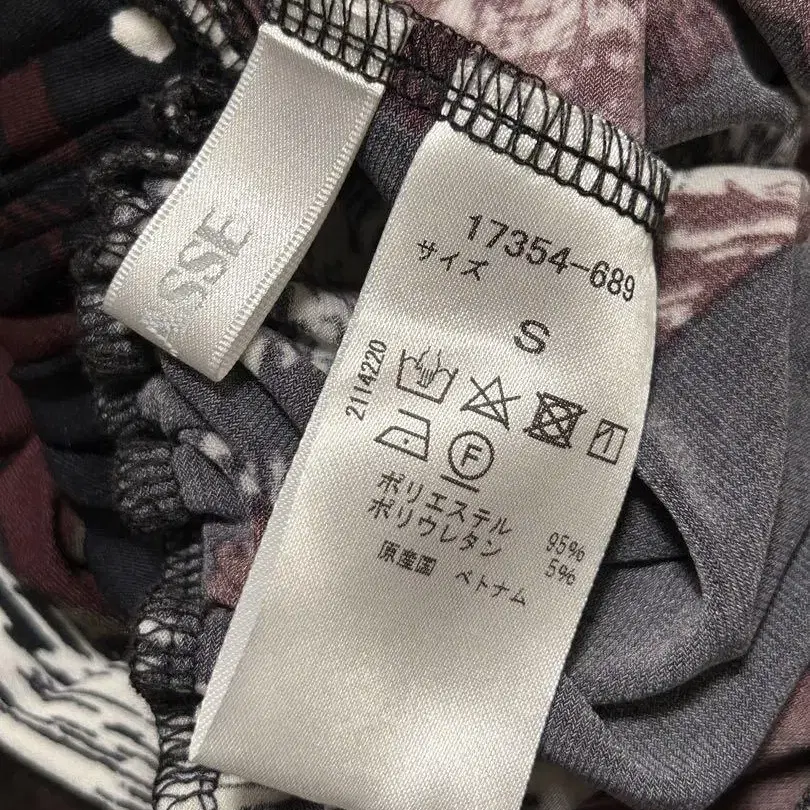 SSE
17354-689
サイズ
S
2114220
F
ポリエステル 95%
ポリウレタン 5%
原産国 ベトナム